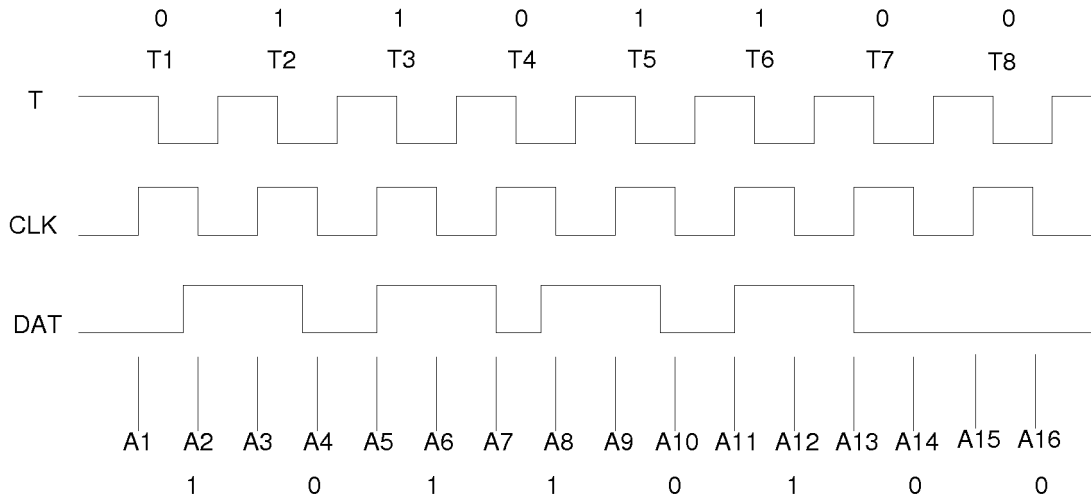 0 1 1 0 1 1 0 0
T1 T2 T3 T4 T5 T6 T7 T8
T
CLK
DAT
A1 A2 A3 A4 A5 A6 A7 A8 A9 A10 A11 A12 A13 A14 A15 A16
1 0 1 1 0 1 0 0